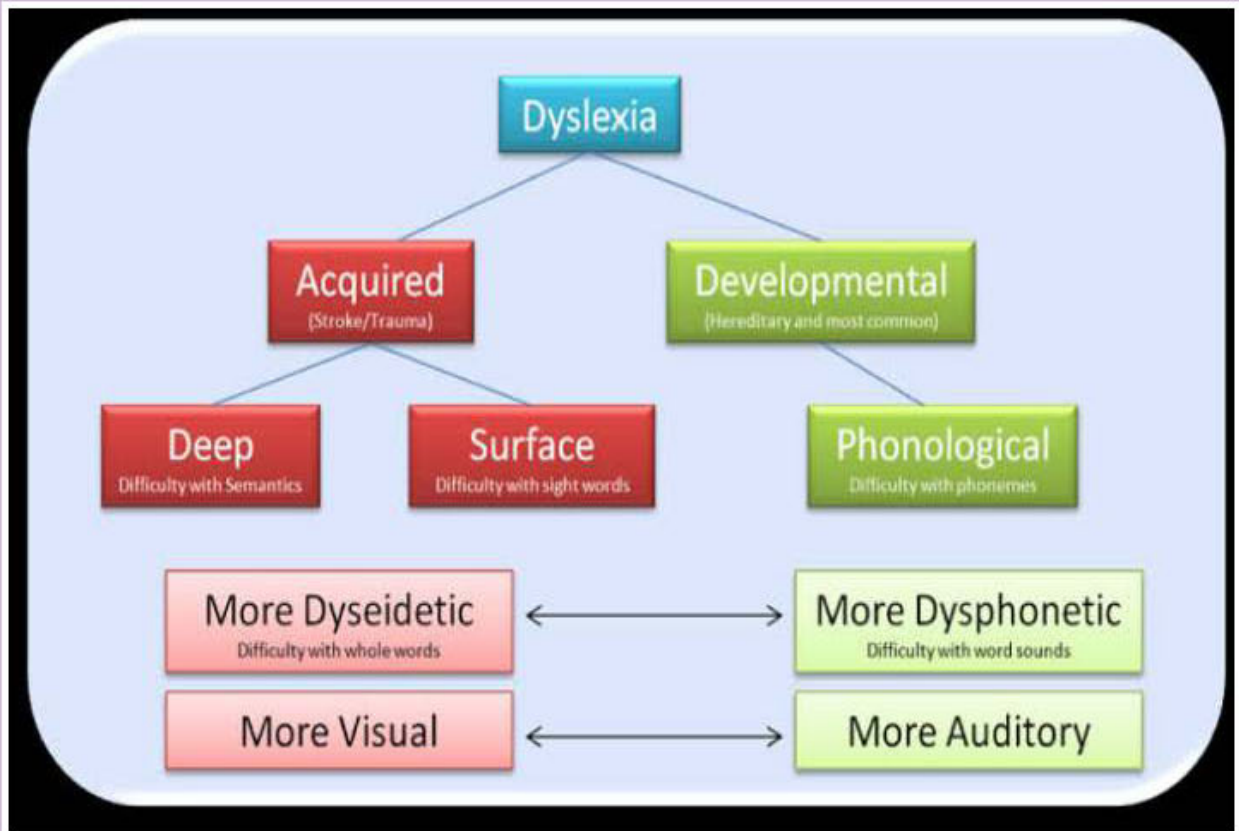 Dyslexia
Acquired
(Stroke/Trauma)
Developmental
(Hereditary and most common)
Deep
Difficulty with Semantics
Surface
Difficulty with sight words
Phonological
Difficulty with phonemes
More Dyseidetic
Difficulty with whole words
More Dysphonetic
Difficulty with word sounds
More Visual
More Auditory